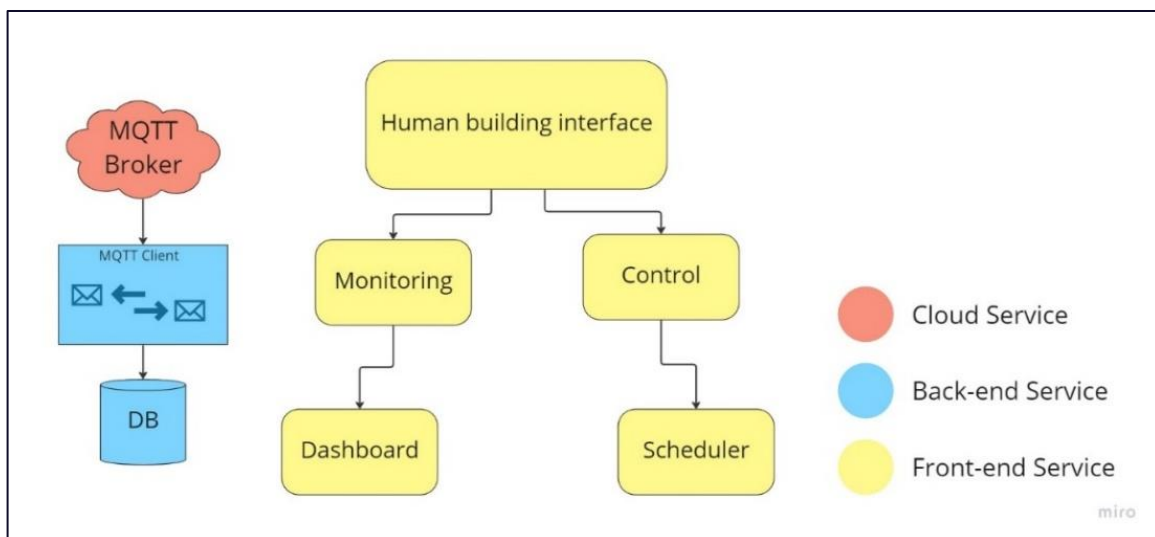 MQTT
Broker
MQTT Client
DB
Human building interface
Monitoring
Control
Dashboard
Scheduler
Cloud Service
Back-end Service
Front-end Service
miro